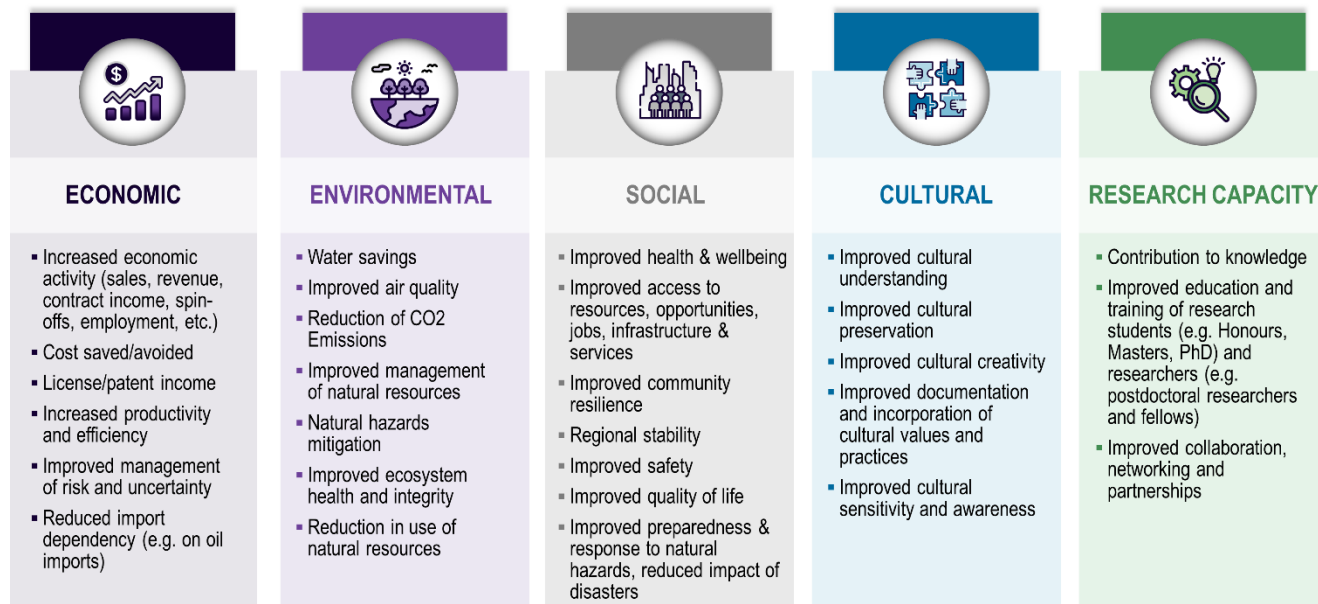 ECONOMIC
▪ Increased economic
activity (sales, revenue,
contract income, spin-
offs, employment, etc.)
▪ Cost saved/avoided
▪ License/patent income
▪ Increased productivity
and efficiency
▪ Improved management
of risk and uncertainty
▪ Reduced import
dependency (e.g. on oil
imports)
ENVIRONMENTAL
▪ Water savings
▪ Improved air quality
▪ Reduction of CO2
Emissions
▪ Improved management
of natural resources
▪ Natural hazards
mitigation
▪ Improved ecosystem
health and integrity
▪ Reduction in use of
natural resources
SOCIAL
▪ Improved health & wellbeing
▪ Improved access to
resources, opportunities,
jobs, infrastructure &
services
▪ Improved community
resilience
▪ Regional stability
▪ Improved safety
▪ Improved quality of life
▪ Improved preparedness &
response to natural
hazards, reduced impact of
disasters
CULTURAL
▪ Improved cultural
understanding
▪ Improved cultural
preservation
▪ Improved cultural creativity
▪ Improved documentation
and incorporation of
cultural values and
practices
▪ Improved cultural
sensitivity and awareness
RESEARCH CAPACITY
▪ Contribution to knowledge
▪ Improved education and
training of research
students (e.g. Honours,
Masters, PhD) and
researchers (e.g.
postdoctoral researchers
and fellows)
▪ Improved collaboration,
networking and
partnerships